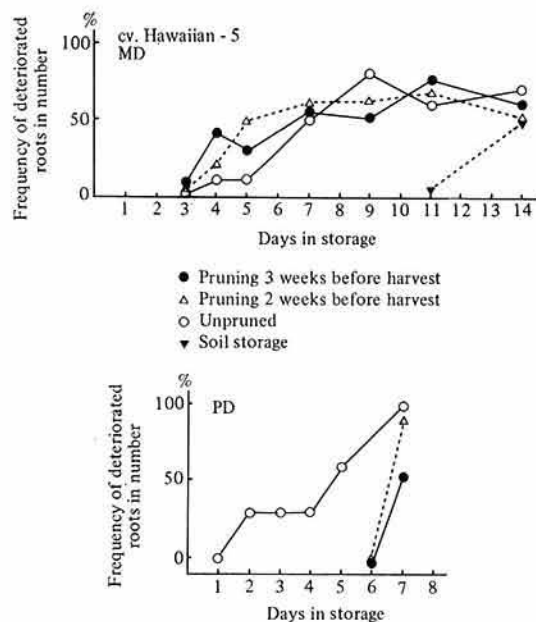 %
cv. Hawaiian - 5
MD
100
50
0
Frequency of deteriorated
roots in number
1 2 3 4 5 6 7 8 9 10 11 12 13 14
Days in storage
● Pruning 3 weeks before harvest
△ Pruning 2 weeks before harvest
○ Unpruned
▼ Soil storage
%
PD
100
50
0
Frequency of deteriorated
roots in number
1 2 3 4 5 6 7 8
Days in storage